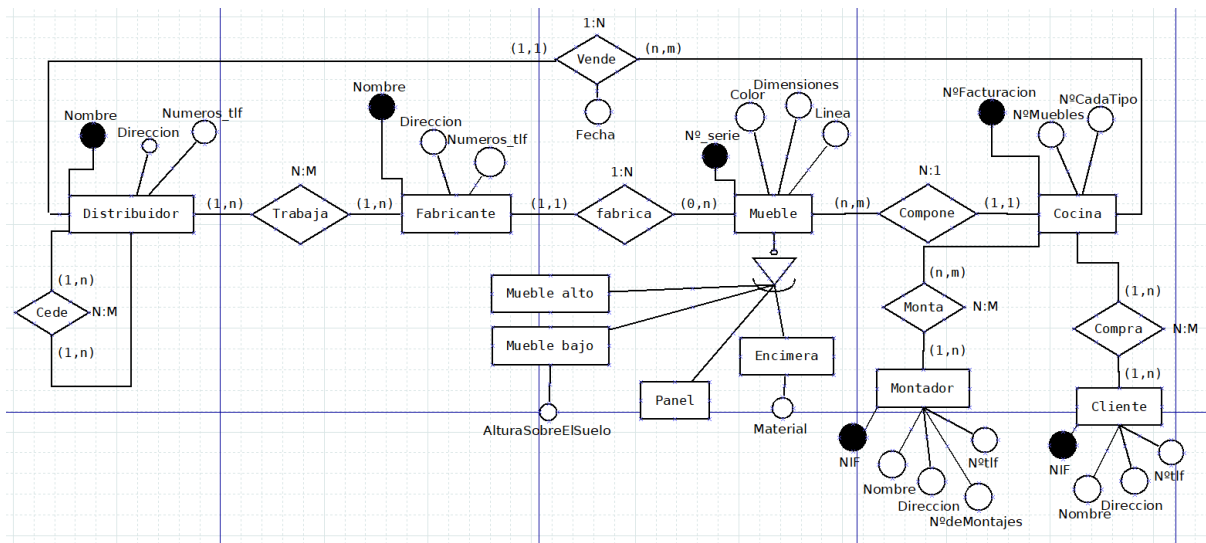 1:N
(1,1)
Vende
(n,m)
Fecha
Nombre
Direccion
Numeros_tlf
Nombre
Direccion
Numeros_tlf
Color
Dimensiones
Linea
Nº_serie
NºFacturacion
NºMuebles
NºCadaTipo
Distribuidor
(1,n)
N:M
Trabaja
(1,n)
Fabricante
(1,1)
1:N
fabrica
(0,n)
Mueble
(n,m)
N:1
Compone
(1,1)
Cocina
(1,n)
Cede
N:M
(1,n)
Mueble alto
Mueble bajo
AlturaSobreElSuelo
Panel
Encimera
Material
(n,m)
Monta
N:M
(1,n)
Montador
NIF
Nombre
Direccion
NºdeMontajes
Nºtlf
(1,n)
Compra
N:M
(1,n)
Cliente
NIF
Nombre
Direccion
Nºtlf